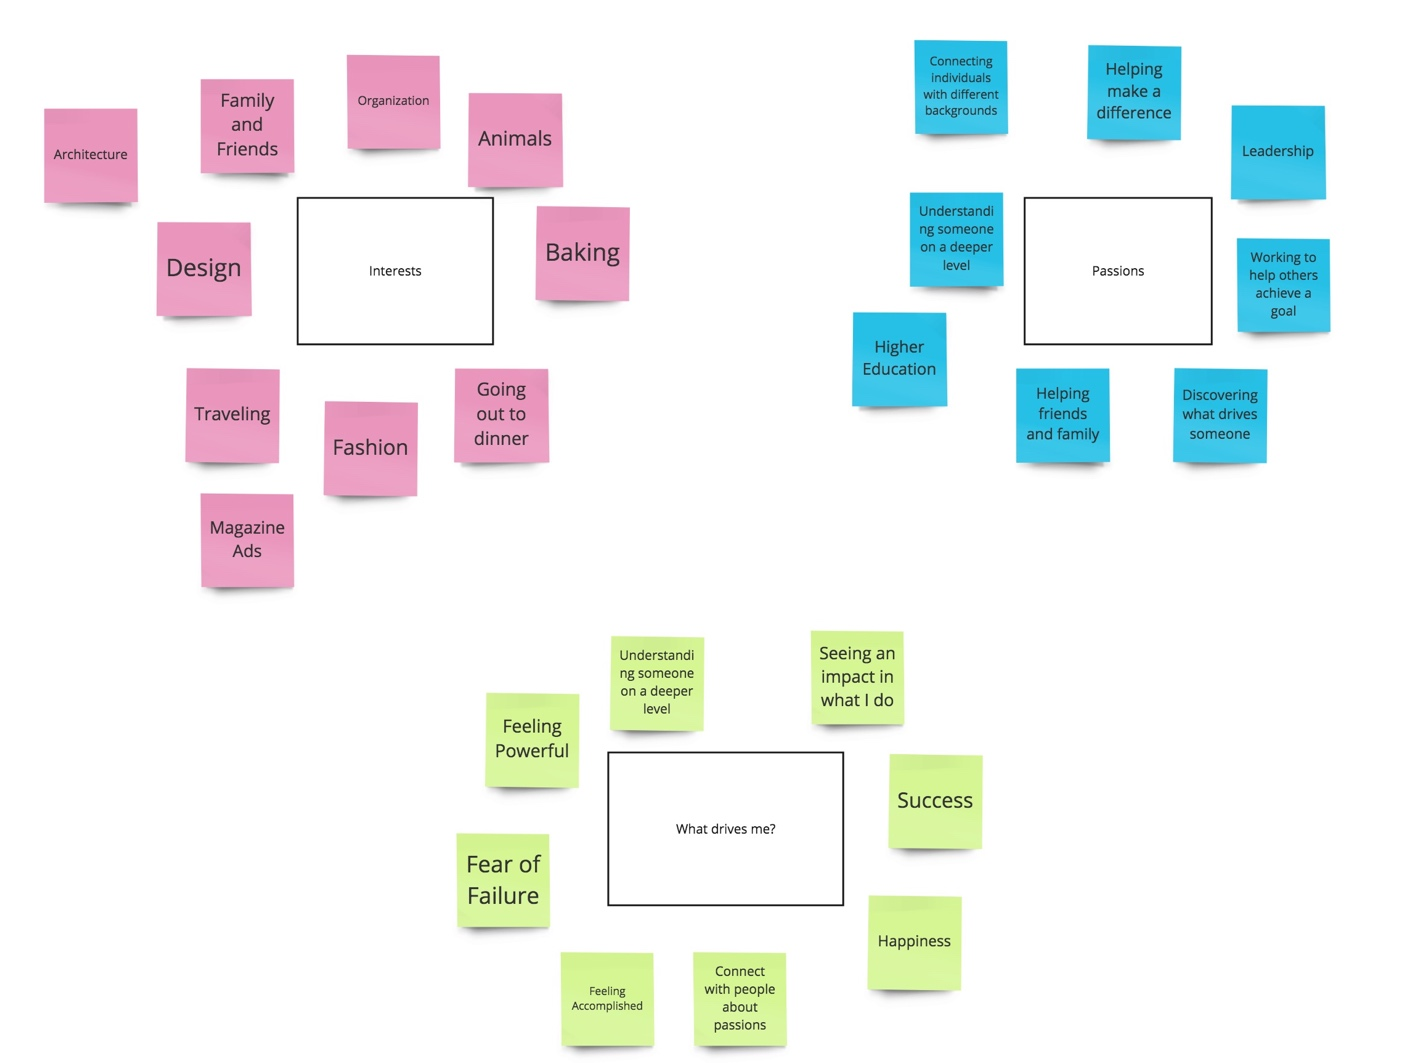 Architecture
Family
and
Friends
Organization
Animals
Design
Interests
Baking
Traveling
Fashion
Going
out to
dinner
Magazine
Ads
Connecting
individuals
with different
backgrounds
Helping
make a
difference
Leadership
Understandi
ng someone
on a deeper
level
Passions
Working to
help others
achieve a
goal
Higher
Education
Helping
friends
and family
Discovering
what drives
someone
Understandi
ng someone
on a deeper
level
Seeing an
impact in
what I do
Feeling
Powerful
What drives me?
Success
Fear of
Failure
Happiness
Feeling
Accomplished
Connect
with people
about
passions